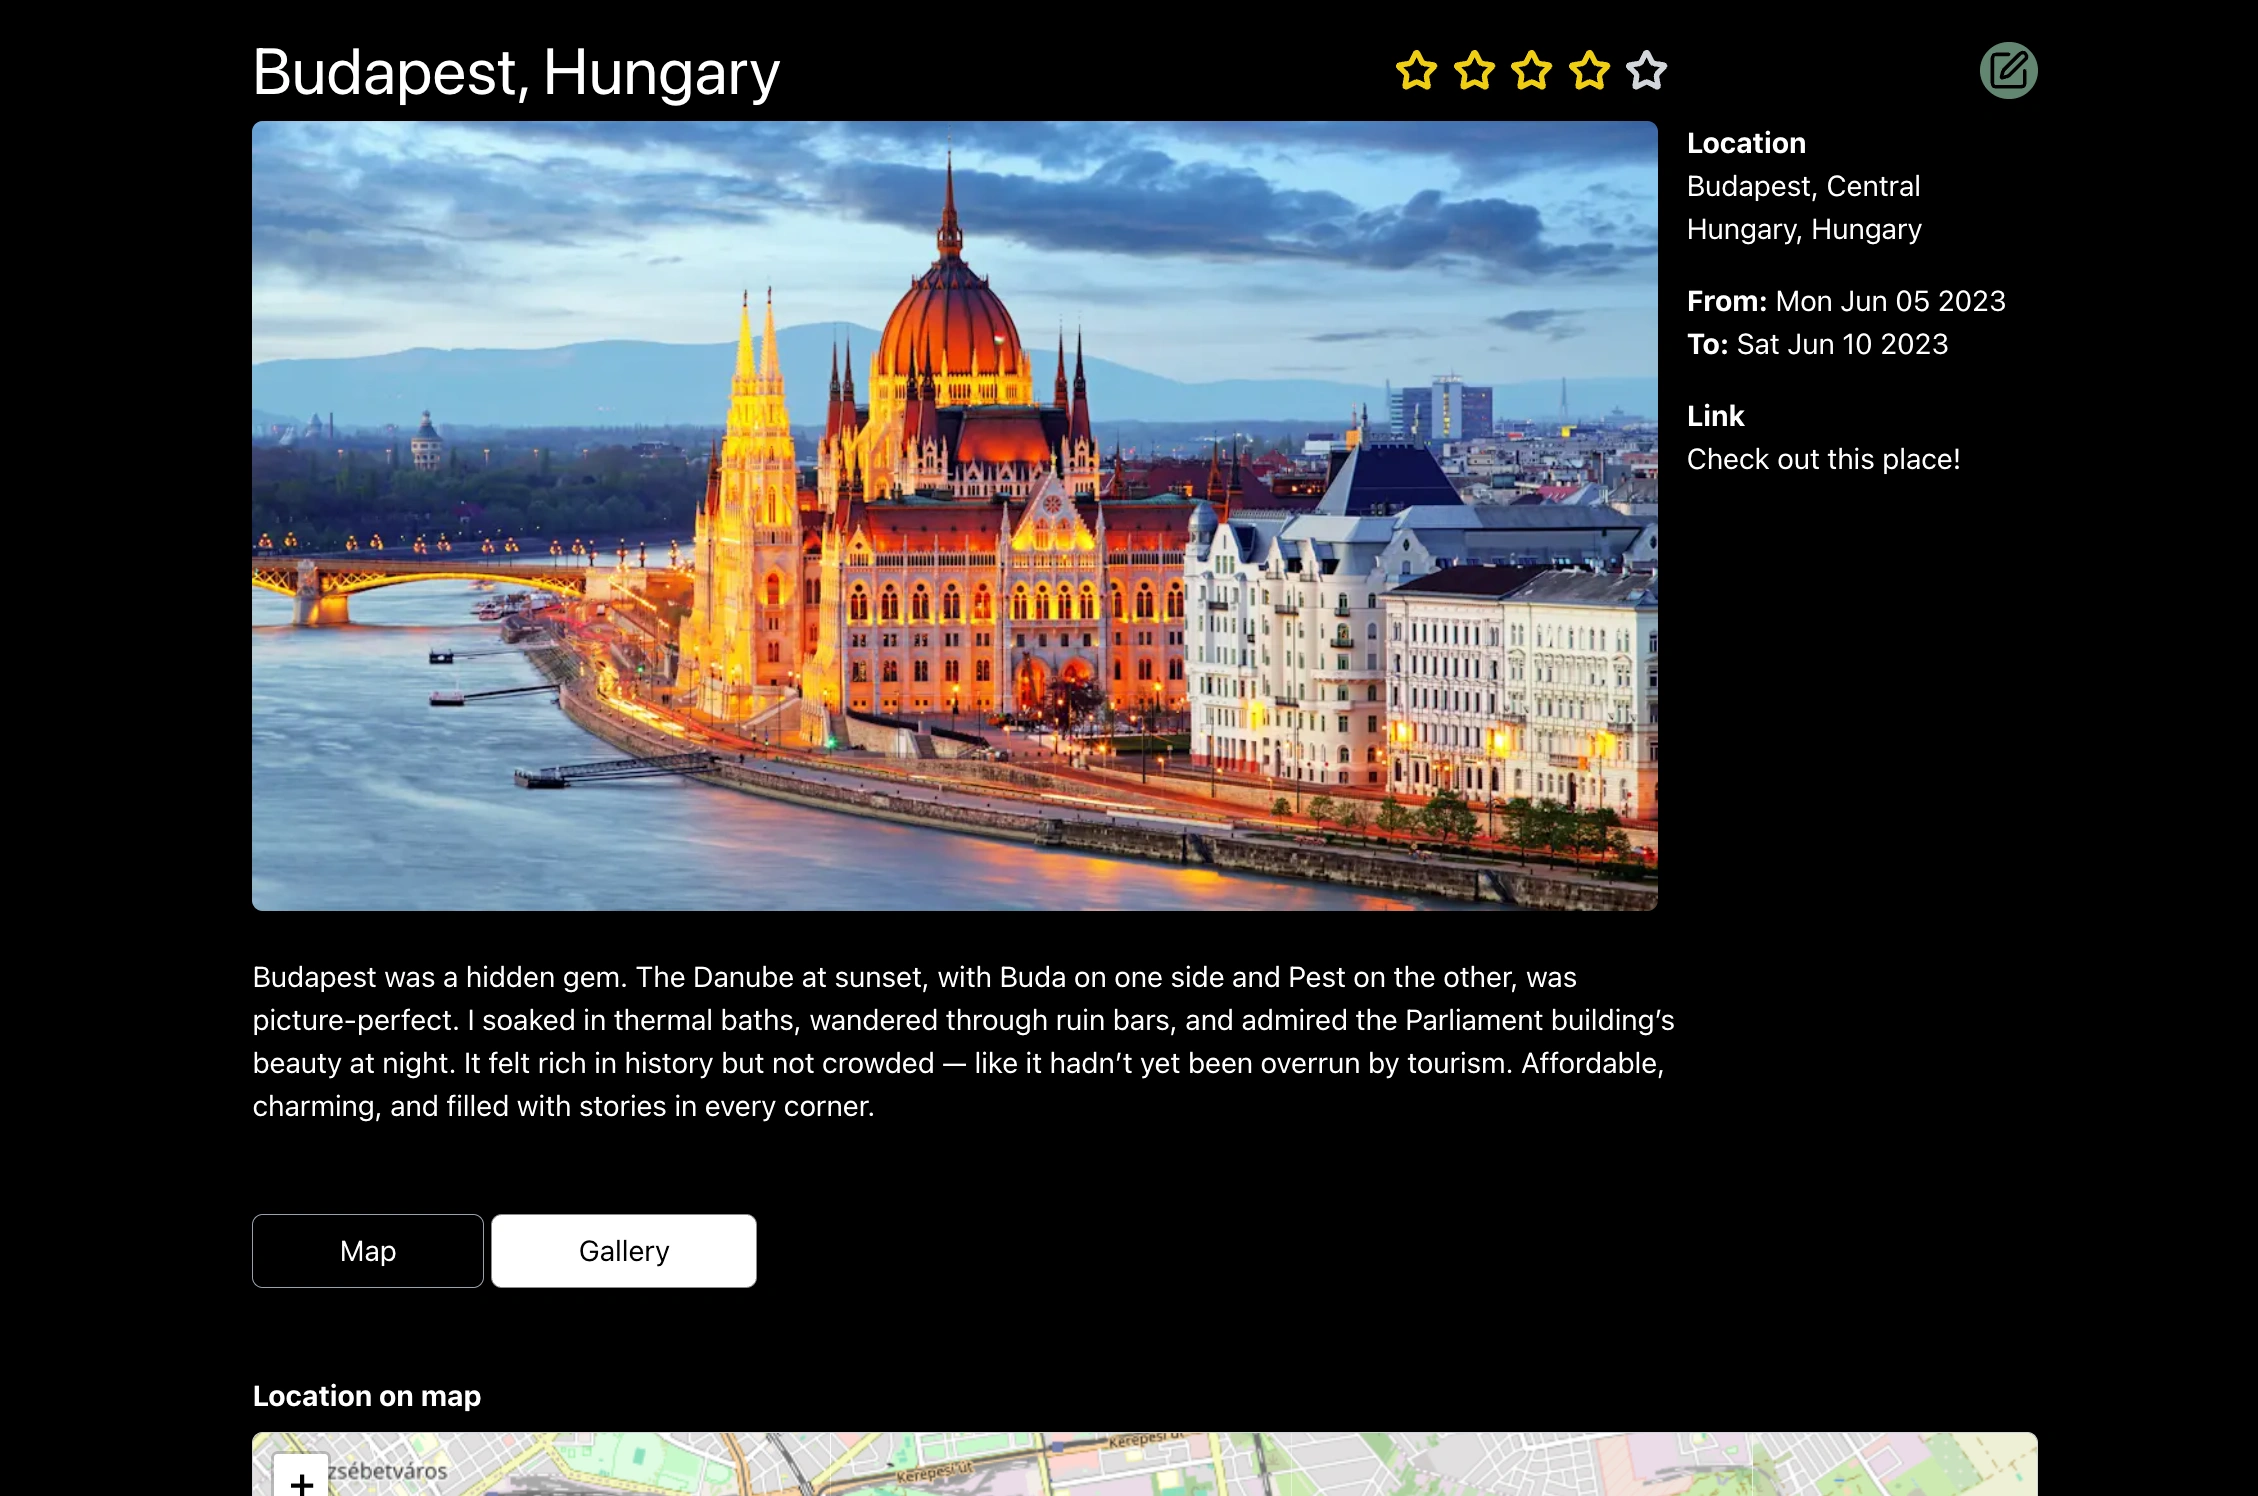 Budapest, Hungary
Location
Budapest, Central
Hungary, Hungary
From: Mon Jun 05 2023
To: Sat Jun 10 2023
Link
Check out this place!
Budapest was a hidden gem. The Danube at sunset, with Buda on one side and Pest on the other, was
picture-perfect. I soaked in thermal baths, wandered through ruin bars, and admired the Parliament building’s
beauty at night. It felt rich in history but not crowded — like it hadn’t yet been overrun by tourism. Affordable,
charming, and filled with stories in every corner.
Map
Gallery
Location on map
Kerepesi út
zsébetváros
Kerepesi út
+